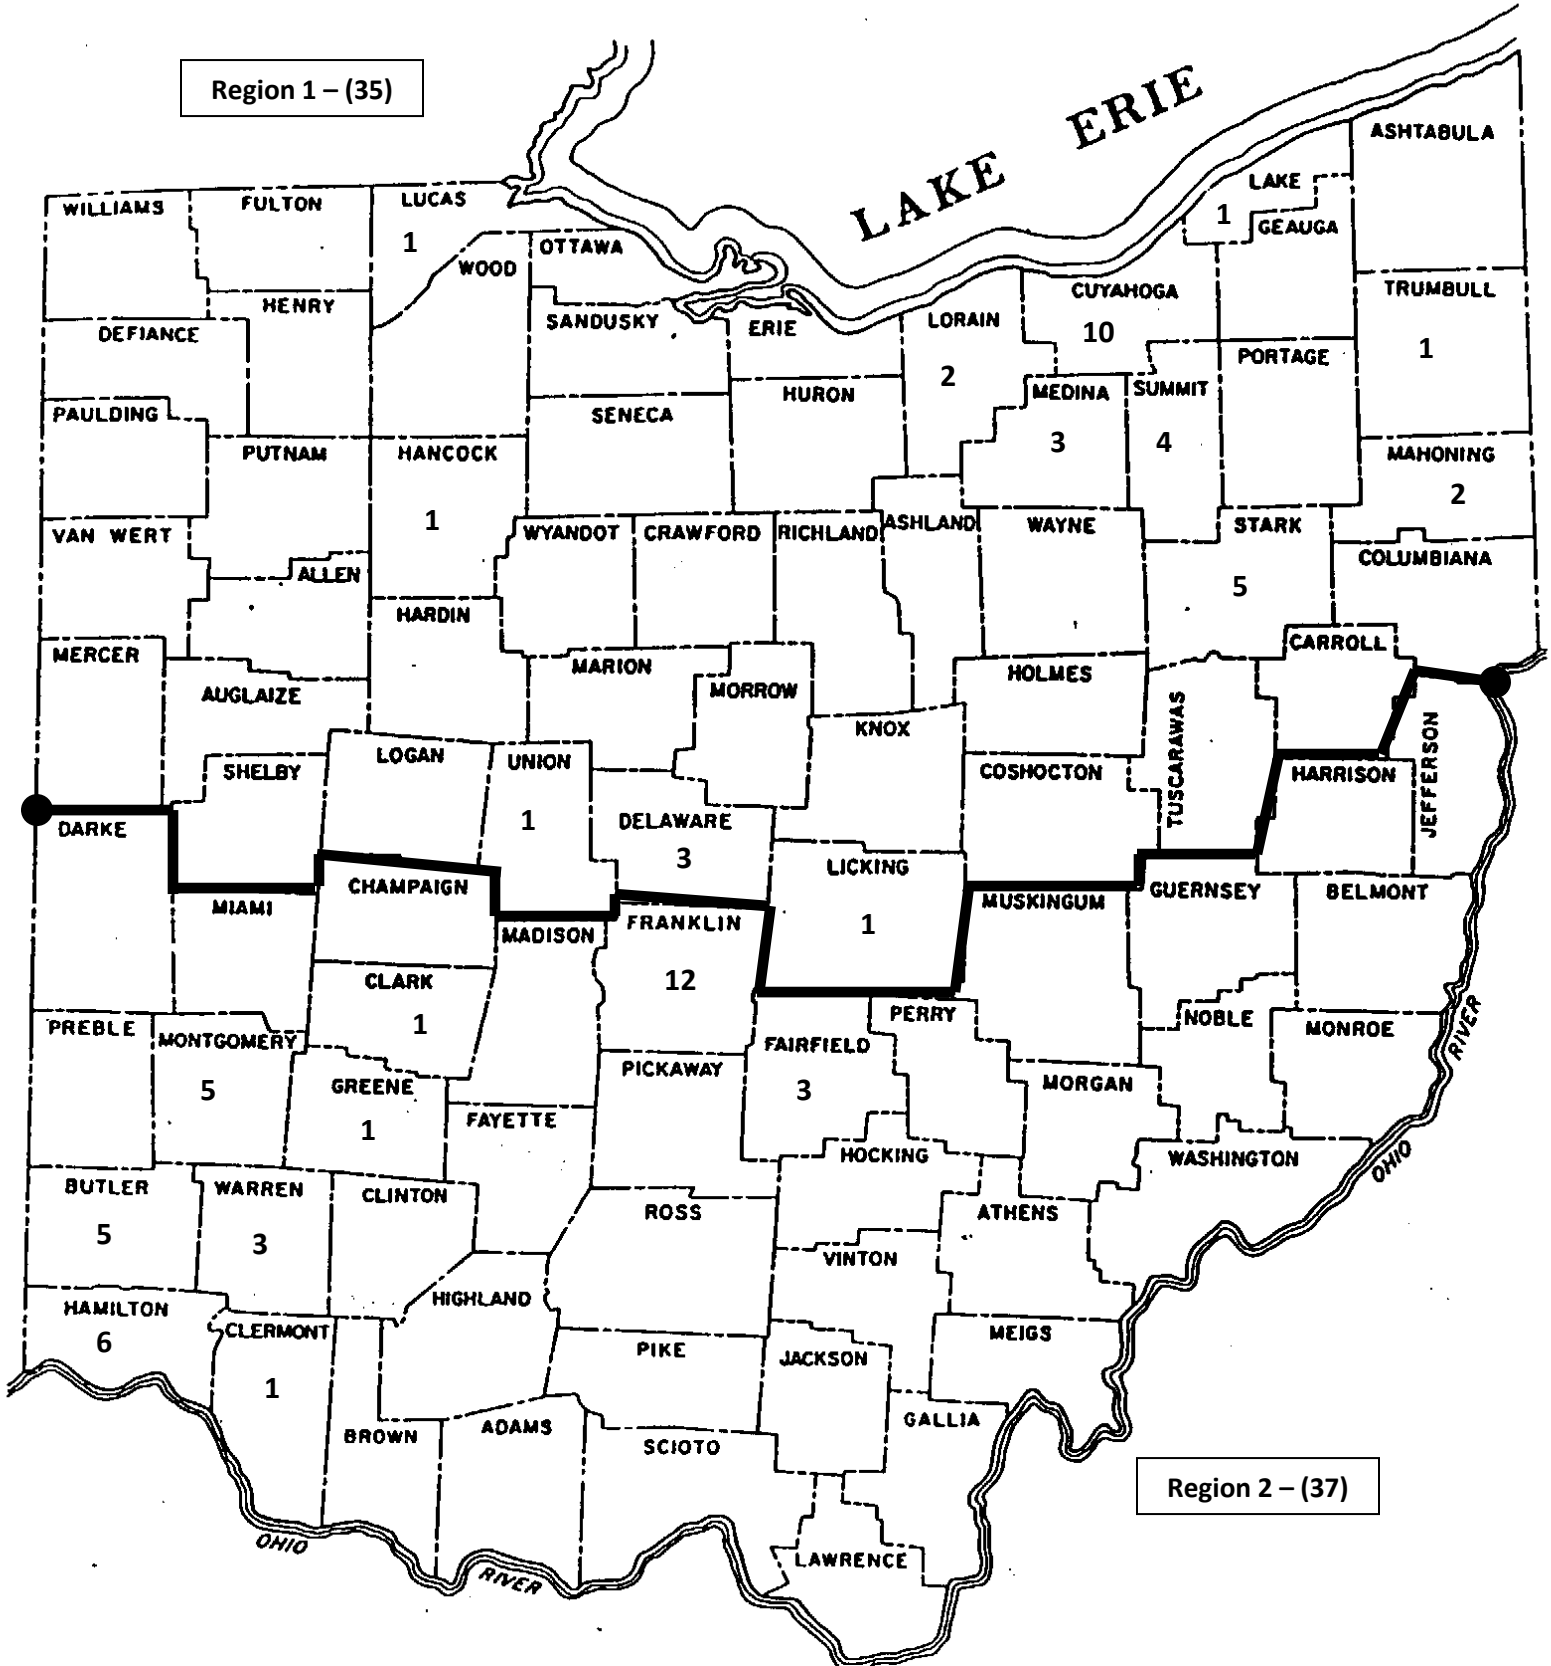 Region 1 – (35)
LAKE ERIE
ASHTABULA
LAKE
1
GEAUGA
WILLIAMS
FULTON
LUCAS
1
WOOD
OTTAWA
HENRY
DEFIANCE
SANDUSKY
ERIE
LORAIN
2
CUYAHOGA
10
TRUMBULL
1
PORTAGE
PAULDING
PUTNAM
HANCOCK
1
SENECA
HURON
MEDINA
3
SUMMIT
4
MAHONING
2
VAN WERT
ALLEN
WYANDOT
CRAWFORD
RICHLAND
ASHLAND
WAYNE
STARK
5
COLUMBIANA
HARDIN
MERCER
AUGLAIZE
MARION
MORROW
HOLMES
CARROLL
TUSCARAWAS
JEFFERSON
SHELBY
LOGAN
UNION
1
KNOX
COSHOCTON
HARRISON
DARKE
DELAWARE
3
LICKING
1
MIAMI
CHAMPAIGN
MADISON
FRANKLIN
12
MUSKINGUM
GUERNSEY
BELMONT
CLARK
1
PREBLE
MONTGOMERY
5
GREENE
1
PICKAWAY
FAIRFIELD
3
PERRY
NOBLE
MONROE
RIVER
MORGAN
FAYETTE
HOCKING
WASHINGTON
OHIO
BUTLER
5
WARREN
3
CLINTON
ROSS
ATHENS
VINTON
HAMILTON
6
CLERMONT
1
HIGHLAND
PIKE
JACKSON
MEIGS
BROWN
ADAMS
SCIOTO
GALLIA
Region 2 – (37)
LAWRENCE
OHIO
RIVER